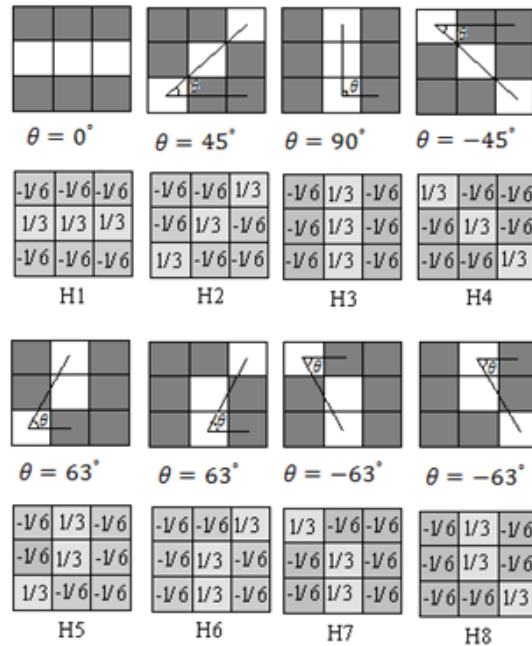 θ
θ
θ
θ = 0° θ = 45° θ = 90° θ = −45°
-1/6 -1/6 -1/6 -1/6 -1/6 1/3 -1/6 1/3 -1/6 1/3 -1/6 -1/6
1/3 1/3 1/3 -1/6 1/3 -1/6 -1/6 1/3 -1/6 -1/6 1/3 -1/6
-1/6 -1/6 -1/6 1/3 -1/6 -1/6 -1/6 1/3 -1/6 -1/6 -1/6 1/3
H1 H2 H3 H4
θ θ
θ θ
θ = 63° θ = 63° θ = −63° θ = −63°
-1/6 1/3 -1/6 -1/6 -1/6 1/3 1/3 -1/6 -1/6 -1/6 1/3 -1/6
-1/6 1/3 -1/6 -1/6 1/3 -1/6 -1/6 1/3 -1/6 -1/6 1/3 -1/6
1/3 -1/6 -1/6 -1/6 1/3 -1/6 -1/6 1/3 -1/6 -1/6 -1/6 1/3
H5 H6 H7 H8